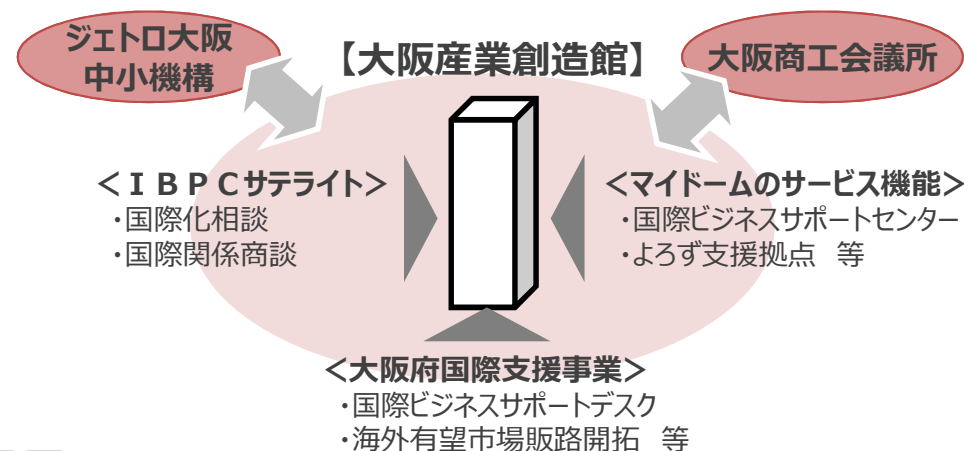 ジェトロ大阪
中小機構
【大阪産業創造館】
大阪商工会議所
＜ＩＢＰＣサテライト＞
・国際化相談
・国際関係商談
＜マイドームのサービス機能＞
・国際ビジネスサポートセンター
・よろず支援拠点　等
＜大阪府国際支援事業＞
・国際ビジネスサポートデスク
・海外有望市場販路開拓　等